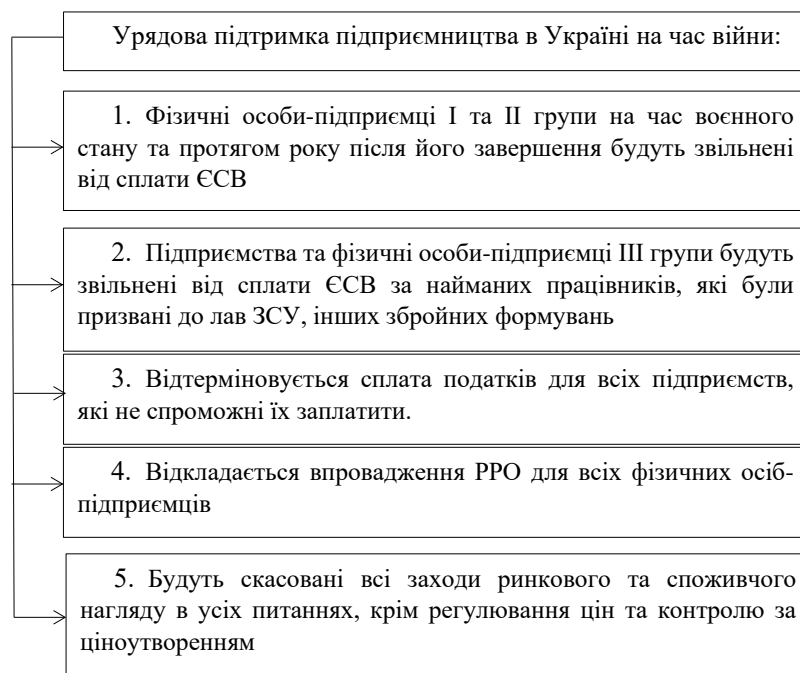 Урядова підтримка підприємництва в Україні на час війни:
1. Фізичні особи-підприємці І та ІІ групи на час воєнного
стану та протягом року після його завершення будуть звільнені
від сплати ЄСВ
2. Підприємства та фізичні особи-підприємці ІІІ групи будуть
звільнені від сплати ЄСВ за найманих працівників, які були
призвані до лав ЗСУ, інших збройних формувань
3. Відтерміновується сплата податків для всіх підприємств,
які не спроможні їх заплатити.
4. Відкладається впровадження РРО для всіх фізичних осіб-
підприємців
5. Будуть скасовані всі заходи ринкового та споживчого
нагляду в усіх питаннях, крім регулювання цін та контролю за
ціноутворенням